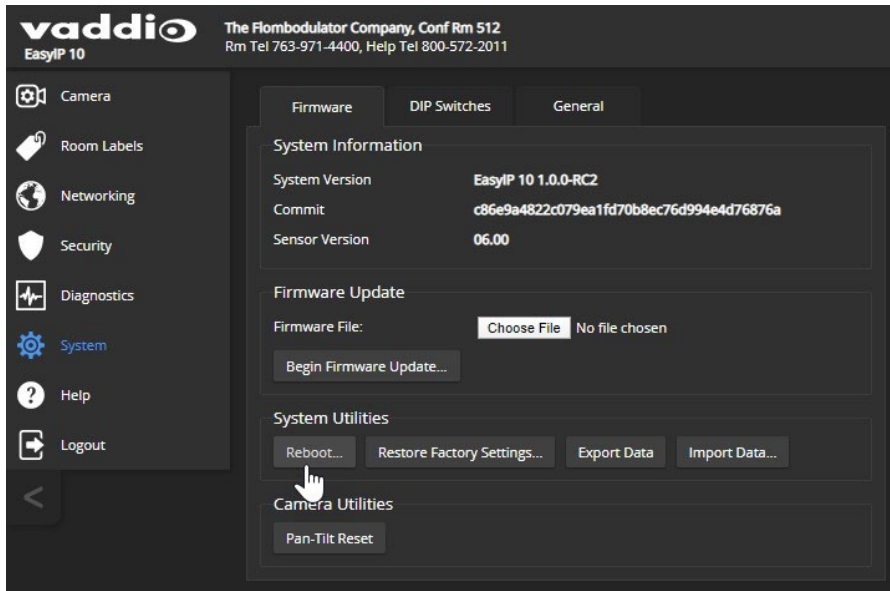 vaddio
EasyIP 10
The Flombodulator Company, Conf Rm 512
Rm Tel 763-971-4400, Help Tel 800-572-2011
Camera
Room Labels
Networking
Security
Diagnostics
System
Help
Logout
Firmware DIP Switches General
System Information
System Version EasyIP 10 1.0.0-RC2
Commit c86e9a4822c079ea1fd70b8ec76d994e4d76876a
Sensor Version 06.00
Firmware Update
Firmware File: Choose File No file chosen
Begin Firmware Update...
System Utilities
Reboot... Restore Factory Settings... Export Data Import Data...
Camera Utilities
Pan-Tilt Reset